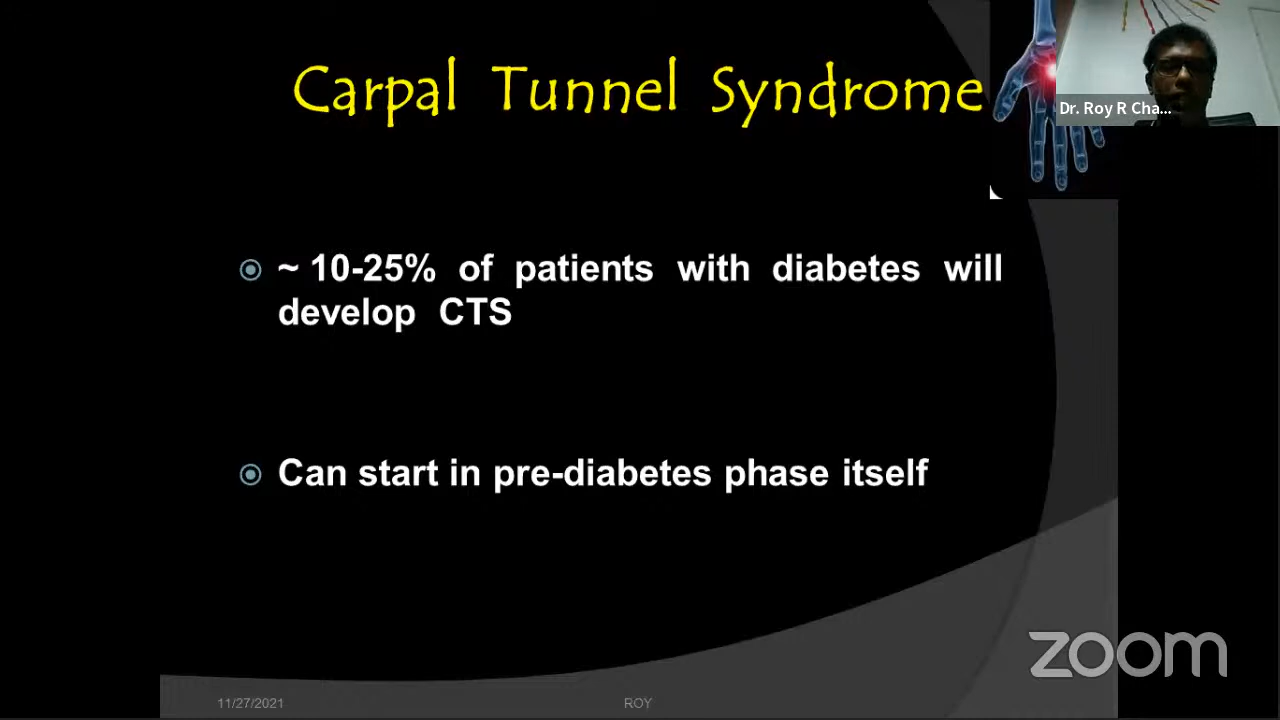 Carpal Tunnel Syndrome
Dr. Roy R Cha...
~ 10-25% of patients with diabetes will
develop CTS
Can start in pre-diabetes phase itself
zoom
11/27/2021
ROY